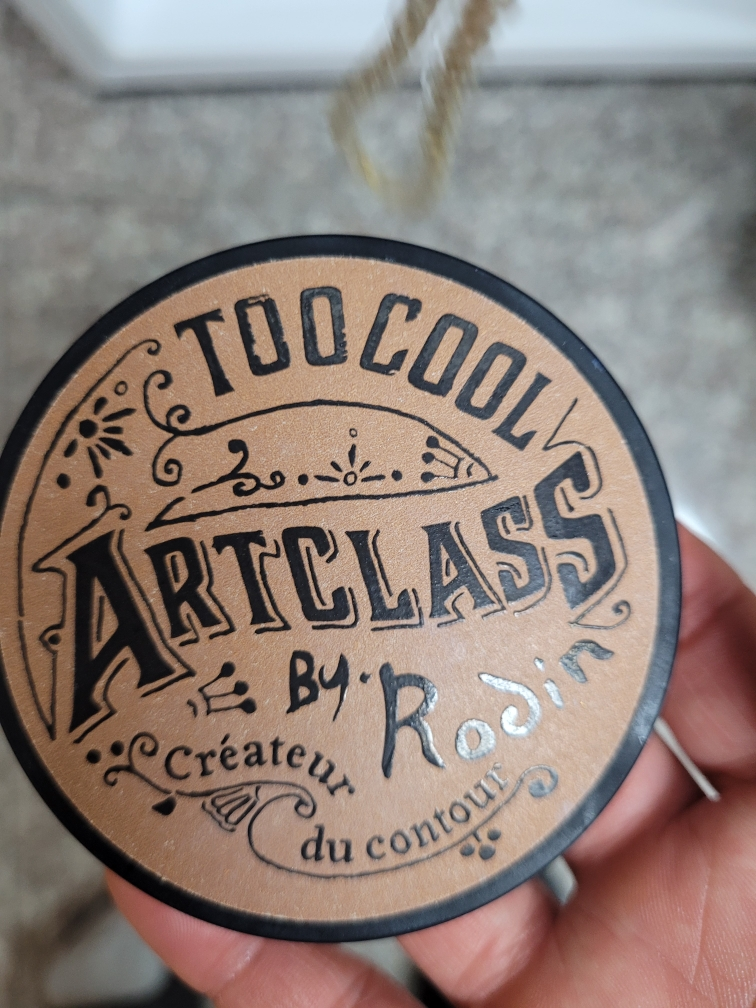 TOO COOL
ARTCLASS
By. Rodin
Créateur
du contour